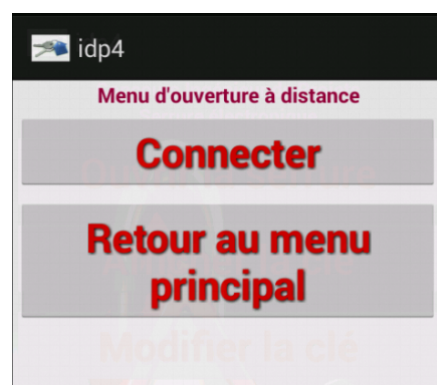 idp4
Menu d'ouverture à distance
Connecter
Retour au menu
principal
Modifier la clé